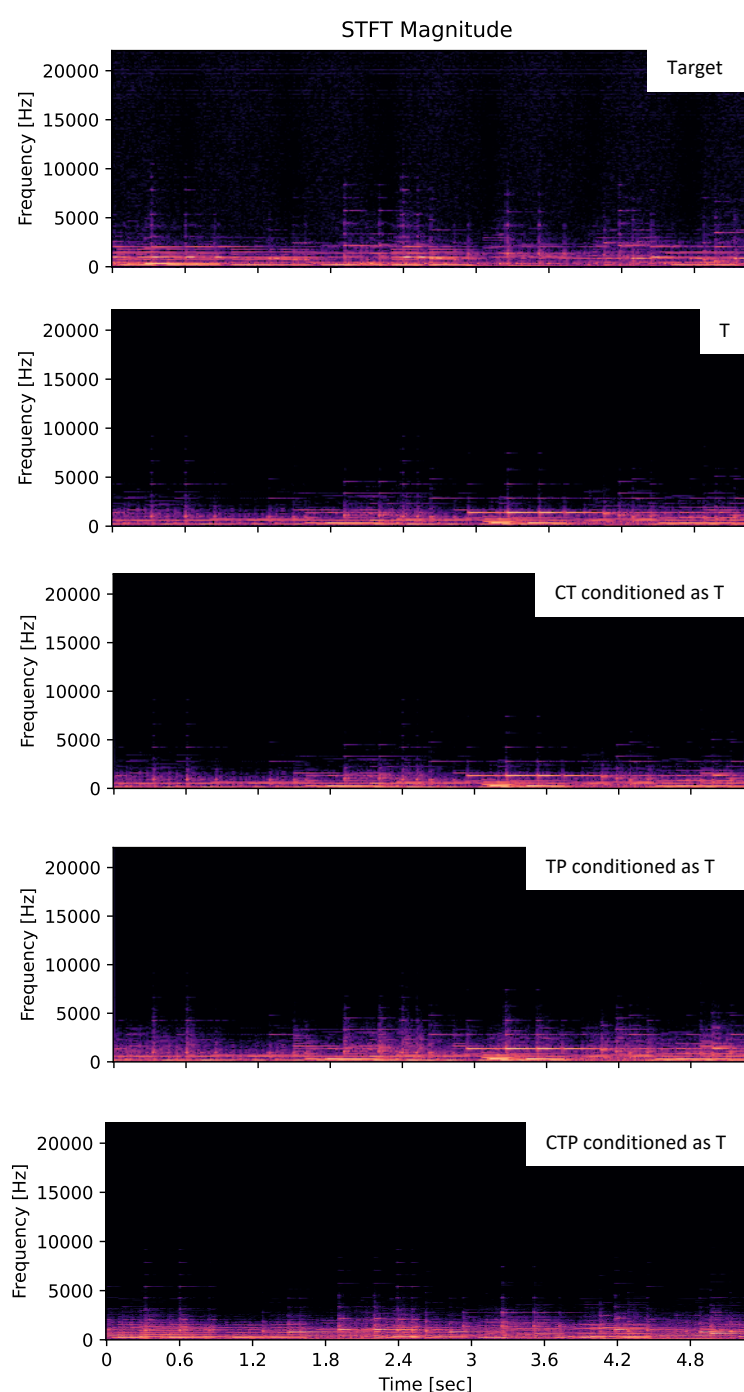 STFT Magnitude
Target
Frequency [Hz]
20000
15000
10000
5000
0
T
Frequency [Hz]
20000
15000
10000
5000
0
CT conditioned as T
Frequency [Hz]
20000
15000
10000
5000
0
TP conditioned as T
Frequency [Hz]
20000
15000
10000
5000
0
CTP conditioned as T
Frequency [Hz]
20000
15000
10000
5000
0
0 0.6 1.2 1.8 2.4 3 3.6 4.2 4.8
Time [sec]